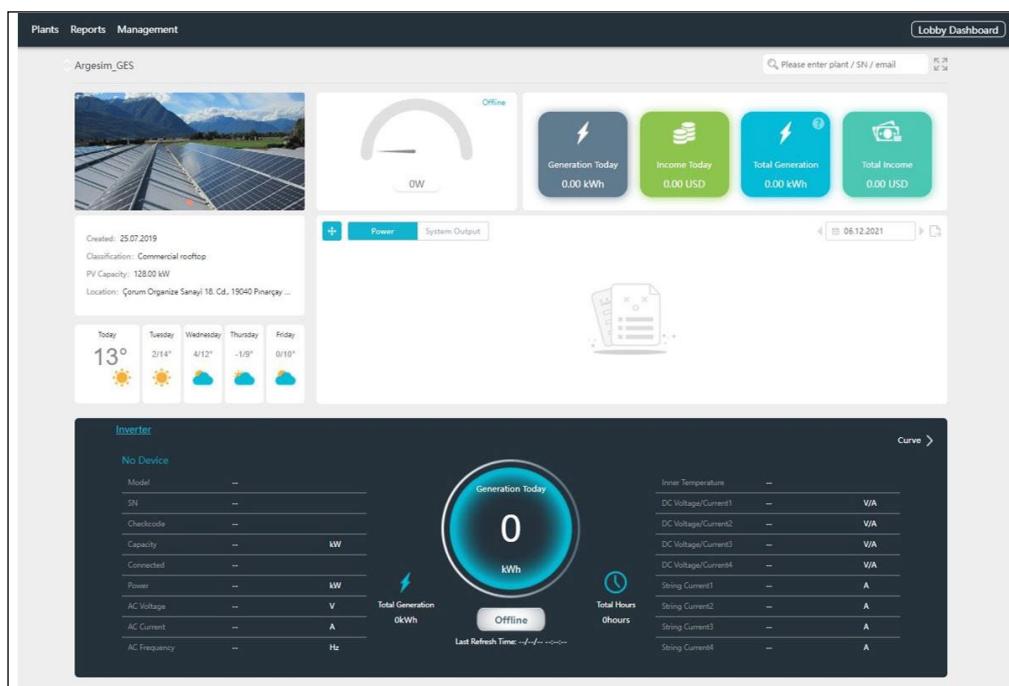 Plants Reports Management Lobby Dashboard
Argesim_GES Please enter plant / SN / email
Offline
0W
Generation Today
0.00 kWh
Income Today
0.00 USD
?
Total Generation
0.00 kWh
Total Income
0.00 USD
Created: 25.07.2019
Classification: Commercial rooftop
PV Capacity: 128.00 kW
Location: Çorum Organize Sanayi 18. Cd., 19040 Pınarçay ...
Power System Output 06.12.2021
Today Tuesday Wednesday Thursday Friday
13° 2/14° 4/12° -1/9° 0/10°
Inverter
Curve
No Device
Model --
SN --
Checkcode --
Capacity -- kW
Connected --
Power -- kW
AC Voltage -- V
AC Current -- A
AC Frequency -- Hz
Generation Today
0
kWh
Total Generation
0kWh
Total Hours
0hours
Offline
Last Refresh Time: --/--/-- --:--:--
Inner Temperature --
DC Voltage/Current1 -- V/A
DC Voltage/Current2 -- V/A
DC Voltage/Current3 -- V/A
DC Voltage/Current4 -- V/A
String Current1 -- A
String Current2 -- A
String Current3 -- A
String Current4 -- A